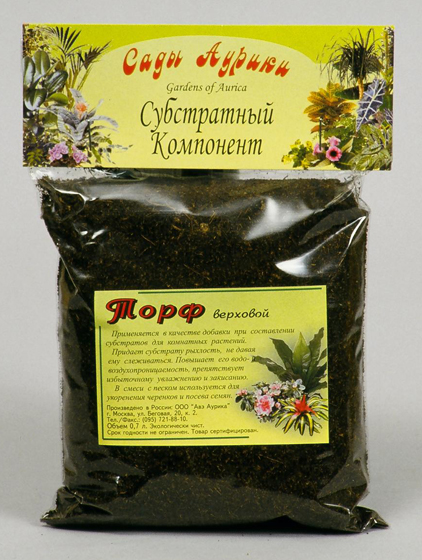 Сады Аурики
Gardens of Aurica
Субстратный
Компонент
Торф верховой
Применяется в качестве добавки при составлении
субстратов для комнатных растений.
Придает субстрату рыхлость, не давая
ему слеживаться. Повышает его водо-
воздухопроницаемость, препятствует
избыточному увлажнению и закисанию.
В смеси с песком используется для
укоренения черенков и посева семян.
Произведено в России: ООО "Авэ Аурика"
г. Москва, ул. Беговая, 20, к. 2.
Тел./Факс: (095) 721-88-10.
Объем 0,7 л. Экологически чист.
Срок годности не ограничен. Товар сертифицирован.